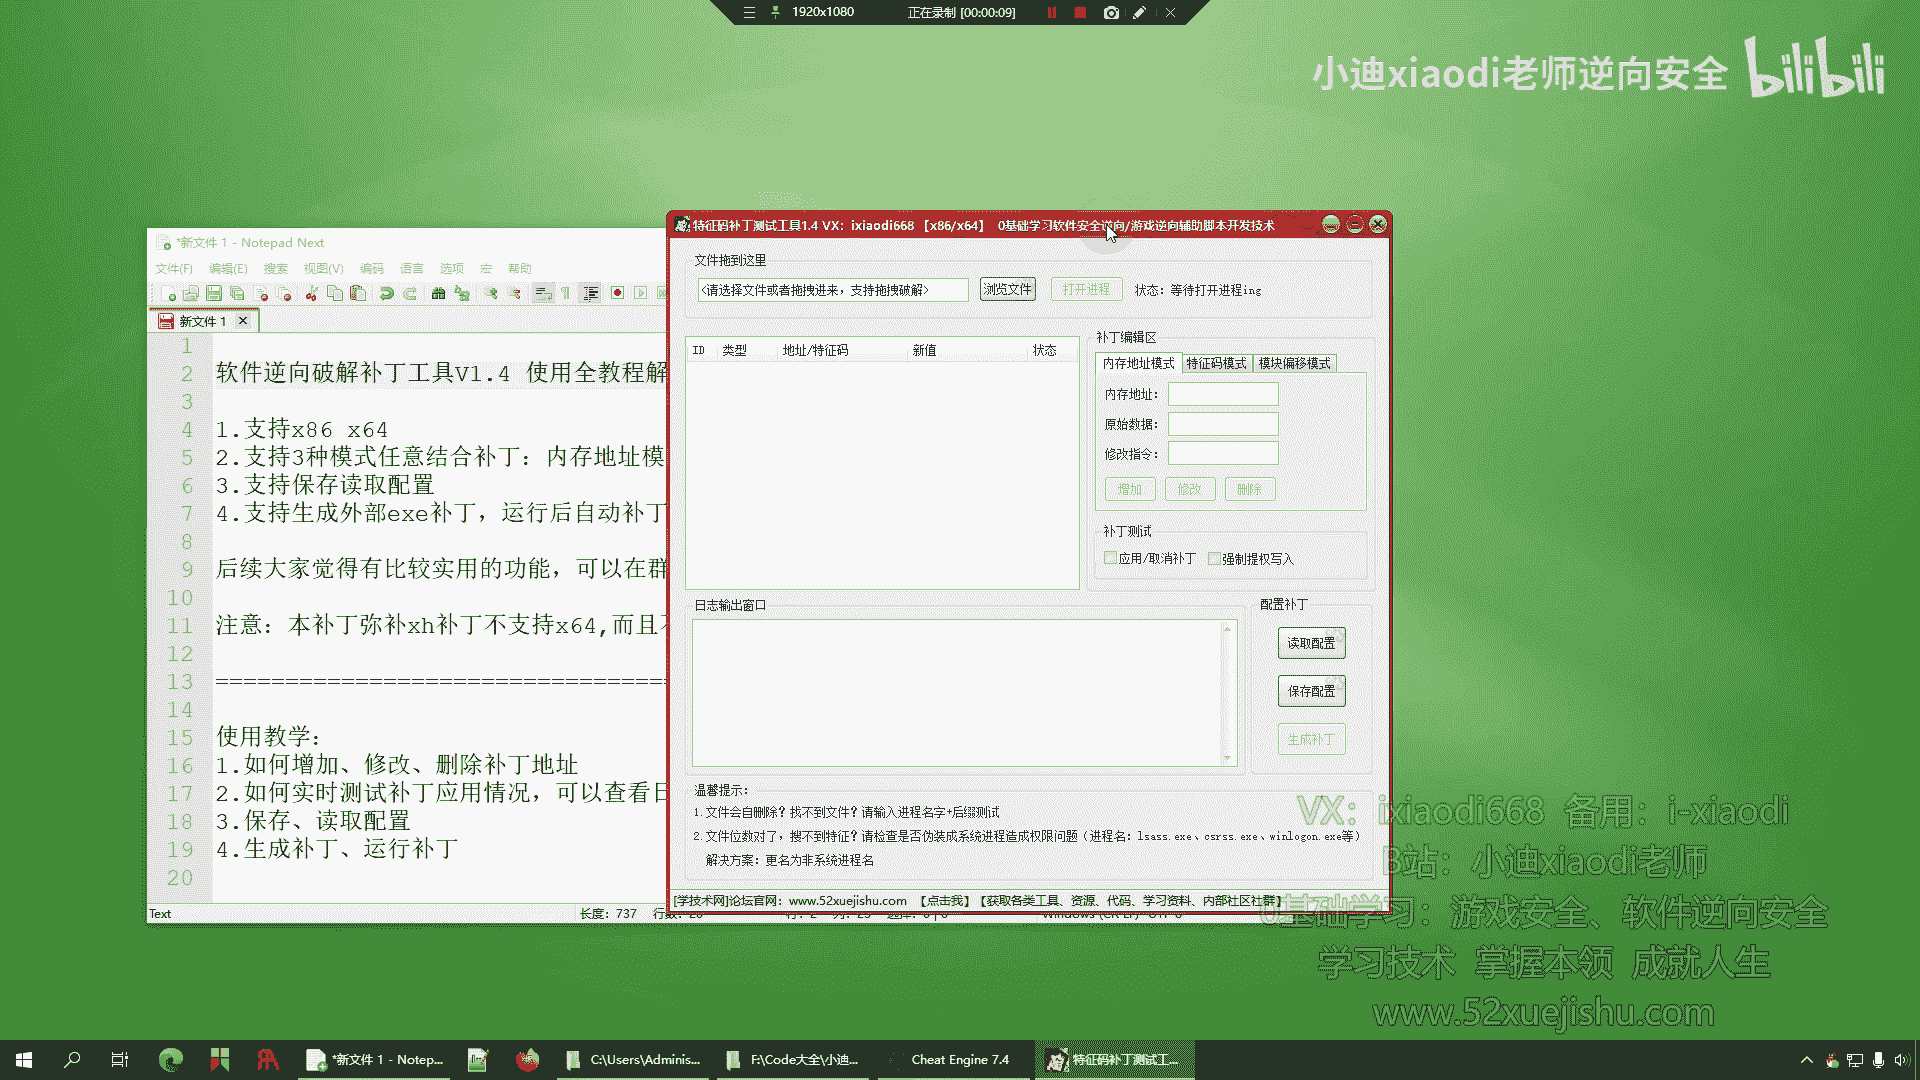 1920x1080 正在录制 [00:00:09]
小迪xiaodi老师逆向安全 bilibili
*新文件 1 - Notepad Next
文件(F) 编辑(E) 搜索 视图(V) 编码 语言 选项 宏 帮助
新文件 1
1
2 软件逆向破解补丁工具V1.4 使用全教程解
3
4 1.支持x86 x64
5 2.支持3种模式任意结合补丁：内存地址模
6 3.支持保存读取配置
7 4.支持生成外部exe补丁，运行后自动补丁
8
9 后续大家觉得有比较实用的功能，可以在群
10
11 注意：本补丁弥补xh补丁不支持x64,而且不
12
13 ================================
14
15 使用教学：
16 1.如何增加、修改、删除补丁地址
17 2.如何实时测试补丁应用情况，可以查看日
18 3.保存、读取配置
19 4.生成补丁、运行补丁
20
Text 长度：737
特征码补丁测试工具1.4 VX：ixiaodi668 【x86/x64】 0基础学习软件安全逆向/游戏逆向辅助脚本开发技术
文件拖到这里
<请选择文件或者拖拽进来，支持拖拽破解> 浏览文件 打开进程 状态：等待打开进程ing
ID 类型 地址/特征码 新值 状态
补丁编辑区
内存地址模式 特征码模式 模块偏移模式
内存地址：
原始数据：
修改指令：
增加 修改 删除
补丁测试
应用/取消补丁 强制提权写入
日志输出窗口
配置补丁
读取配置
保存配置
生成补丁
温馨提示：
1.文件会自删除？找不到文件？请输入进程名字+后缀测试
2.文件位数对了，搜不到特征？请检查是否伪装成系统进程造成权限问题（进程名：lsass.exe、csrss.exe、winlogon.exe等）
解决方案：更名为非系统进程名
[学技术网]论坛官网：www.52xuejishu.com 【点击我】【获取各类工具、资源、代码、学习资料、内部社区社群】
VX：ixiaodi668 备用：i-xiaodi
B站：小迪xiaodi老师
0基础学习：游戏安全、软件逆向安全
学习技术 掌握本领 成就人生
www.52xuejishu.com
*新文件 1 - Notep... C:\Users\Adminis... F:\Code大全\小迪... Cheat Engine 7.4 特征码补丁测试工...